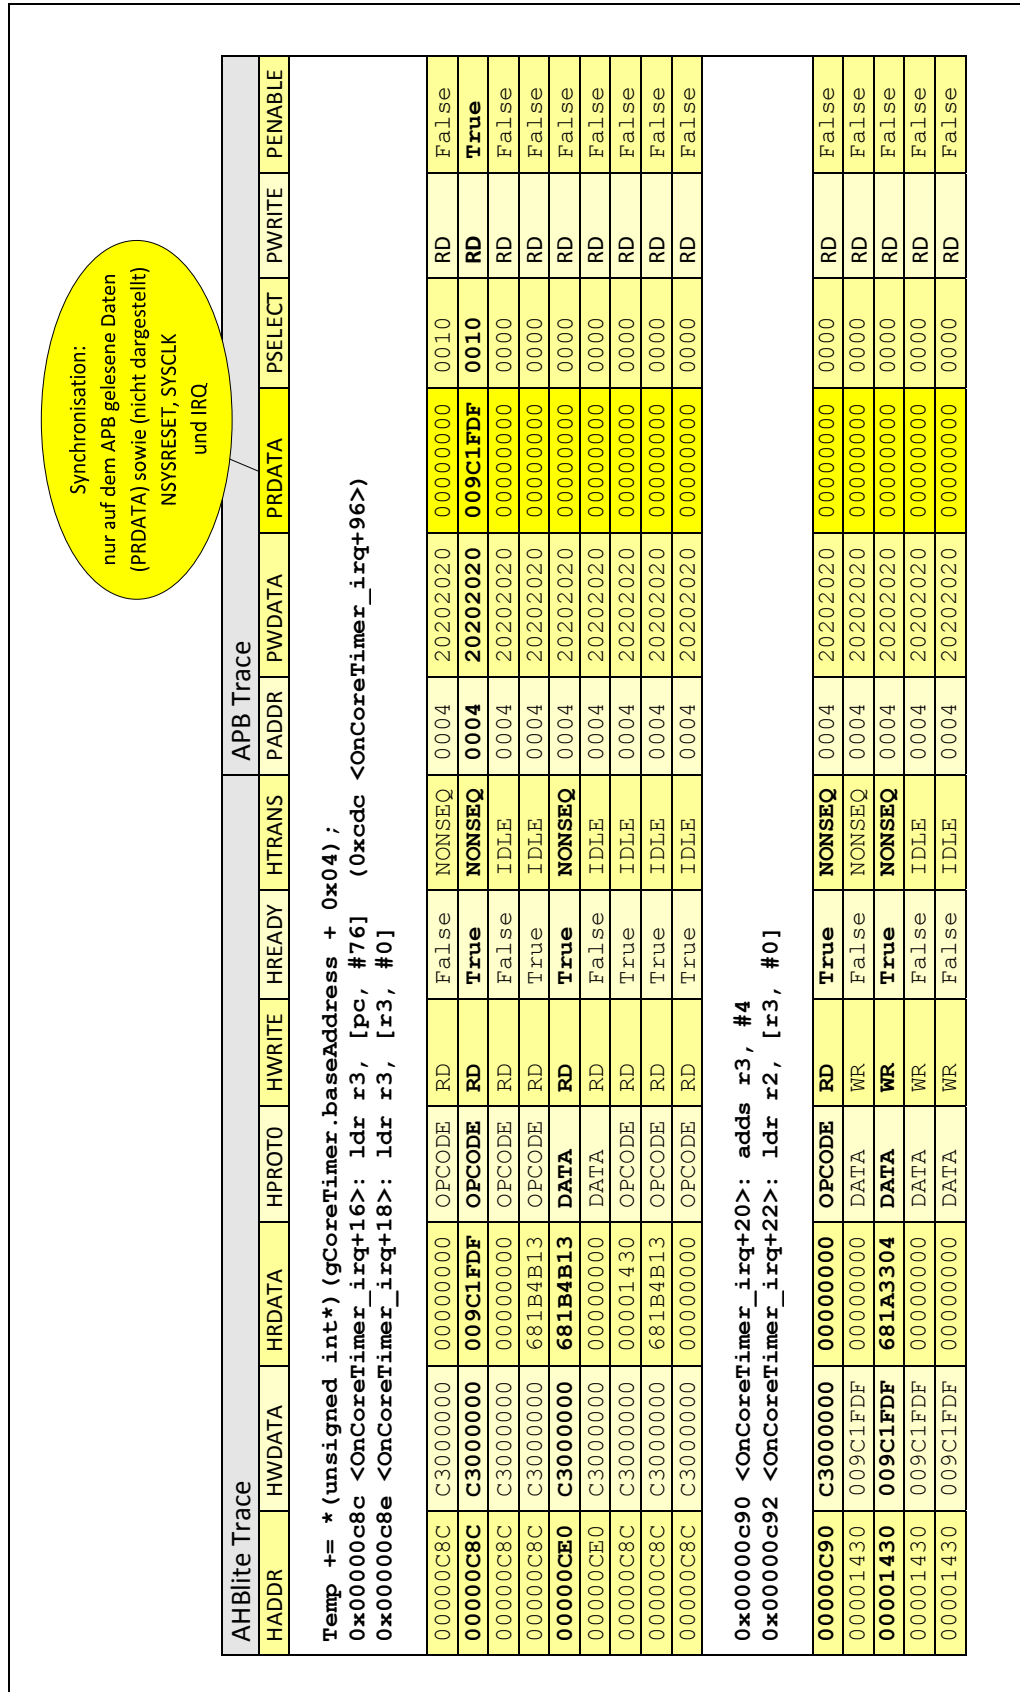 Synchronisation:
nur auf dem APB gelesene Daten
(PRDATA) sowie (nicht dargestellt)
NSYSRESET, SYSCLK
und IRQ
AHBlite Trace APB Trace
HADDR HWDATA HRDATA HPROT0 HWRITE HREADY HTRANS PADDR PWDATA PRDATA PSELECT PWRITE PENABLE
Temp += *(unsigned int*)(gCoreTimer.baseAddress + 0x04);
0x00000c8c <OnCoreTimer_irq+16>: ldr r3, [pc, #76] (0xcdc <OnCoreTimer_irq+96>)
0x00000c8e <OnCoreTimer_irq+18>: ldr r3, [r3, #0]
00000C8C C3000000 00000000 OPCODE RD False NONSEQ 0004 20202020 00000000 0010 RD False
00000C8C C3000000 009C1FDF OPCODE RD True NONSEQ 0004 20202020 009C1FDF 0010 RD True
00000C8C C3000000 00000000 OPCODE RD False IDLE 0004 20202020 00000000 0000 RD False
00000C8C C3000000 681B4B13 OPCODE RD True IDLE 0004 20202020 00000000 0000 RD False
00000CE0 C3000000 681B4B13 DATA RD True NONSEQ 0004 20202020 00000000 0000 RD False
00000CE0 C3000000 00000000 DATA RD False IDLE 0004 20202020 00000000 0000 RD False
00000C8C C3000000 00001430 OPCODE RD True IDLE 0004 20202020 00000000 0000 RD False
00000C8C C3000000 681B4B13 OPCODE RD True IDLE 0004 20202020 00000000 0000 RD False
00000C8C C3000000 00000000 OPCODE RD True IDLE 0004 20202020 00000000 0000 RD False
0x00000c90 <OnCoreTimer_irq+20>: adds r3, #4
0x00000c92 <OnCoreTimer_irq+22>: ldr r2, [r3, #0]
00000C90 C3000000 00000000 OPCODE RD True NONSEQ 0004 20202020 00000000 0000 RD False
00001430 009C1FDF 00000000 DATA WR False NONSEQ 0004 20202020 00000000 0000 RD False
00001430 009C1FDF 681A3304 DATA WR True NONSEQ 0004 20202020 00000000 0000 RD False
00001430 009C1FDF 00000000 DATA WR False IDLE 0004 20202020 00000000 0000 RD False
00001430 009C1FDF 00000000 DATA WR False IDLE 0004 20202020 00000000 0000 RD False